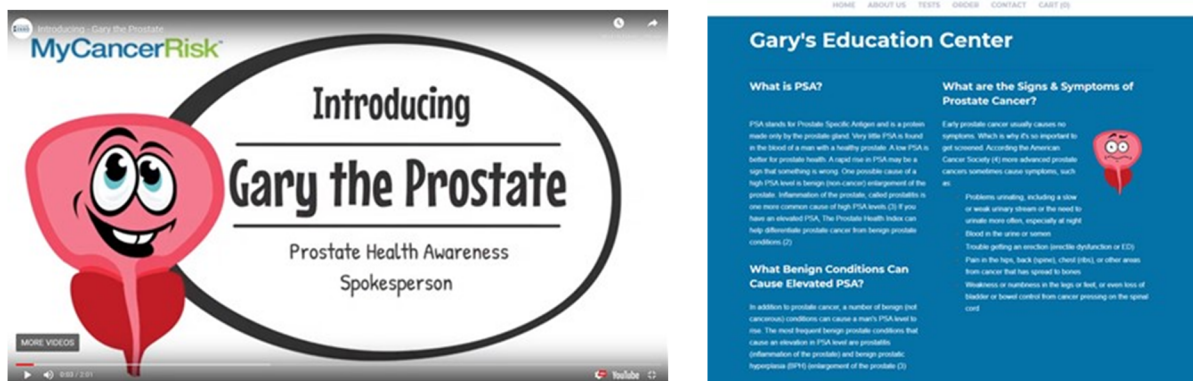 Introducing - Gary the Prostate
MyCancerRisk
Introducing
Gary the Prostate
Prostate Health Awareness
Spokesperson
MORE VIDEOS
0:03 / 2:01
YouTube
HOME ABOUT US TESTS ORDER CONTACT CART (0)
Gary's Education Center
What is PSA?
PSA stands for Prostate Specific Antigen and is a protein
made only by the prostate gland. Very little PSA is found
in the blood of a man with a healthy prostate. A low PSA is
better for prostate health. A rapid rise in PSA may be a
sign that something is wrong. One possible cause of a
high PSA level is benign (non-cancer) enlargement of the
prostate. Inflammation of the prostate, called prostatitis is
one more common cause of high PSA levels.(3) If you
have an elevated PSA, The Prostate Health Index can
help differentiate prostate cancer from benign prostate
conditions.(2)
What Benign Conditions Can
Cause Elevated PSA?
In addition to prostate cancer, a number of benign (not
cancerous) conditions can cause a man's PSA level to
rise. The most frequent benign prostate conditions that
cause an elevation in PSA level are prostatitis
(inflammation of the prostate) and benign prostatic
hyperplasia (BPH) (enlargement of the prostate (3)
What are the Signs & Symptoms of
Prostate Cancer?
Early prostate cancer usually causes no
symptoms. Which is why it's so important to
get screened. According the American
Cancer Society (4) more advanced prostate
cancers sometimes cause symptoms, such
as:
Problems urinating, including a slow
or weak urinary stream or the need to
urinate more often, especially at night
Blood in the urine or semen
Trouble getting an erection (erectile dysfunction or ED)
Pain in the hips, back (spine), chest (ribs), or other areas
from cancer that has spread to bones
Weakness or numbness in the legs or feet, or even loss of
bladder or bowel control from cancer pressing on the spinal
cord